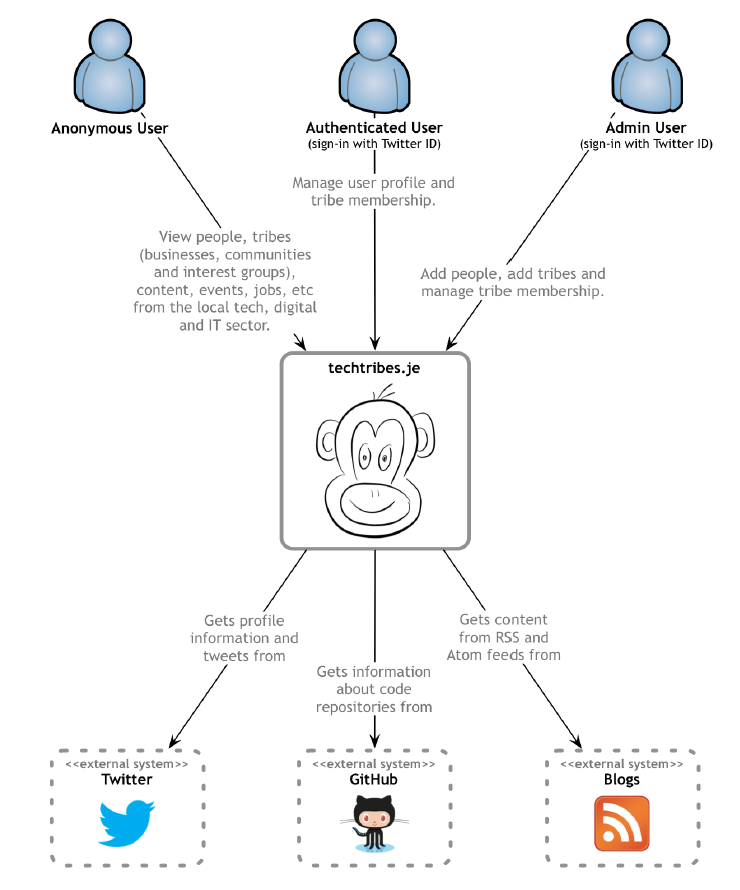 Anonymous User
Authenticated User
(sign-in with Twitter ID)
Admin User
(sign-in with Twitter ID)
Manage user profile and
tribe membership.
View people, tribes
(businesses, communities
and interest groups),
content, events, jobs, etc
from the local tech, digital
and IT sector.
Add people, add tribes and
manage tribe membership.
techtribes.je
Gets profile
information and
tweets from
Gets information
about code
repositories from
Gets content
from RSS and
Atom feeds from
<<external system>>
Twitter
<<external system>>
GitHub
<<external system>>
Blogs